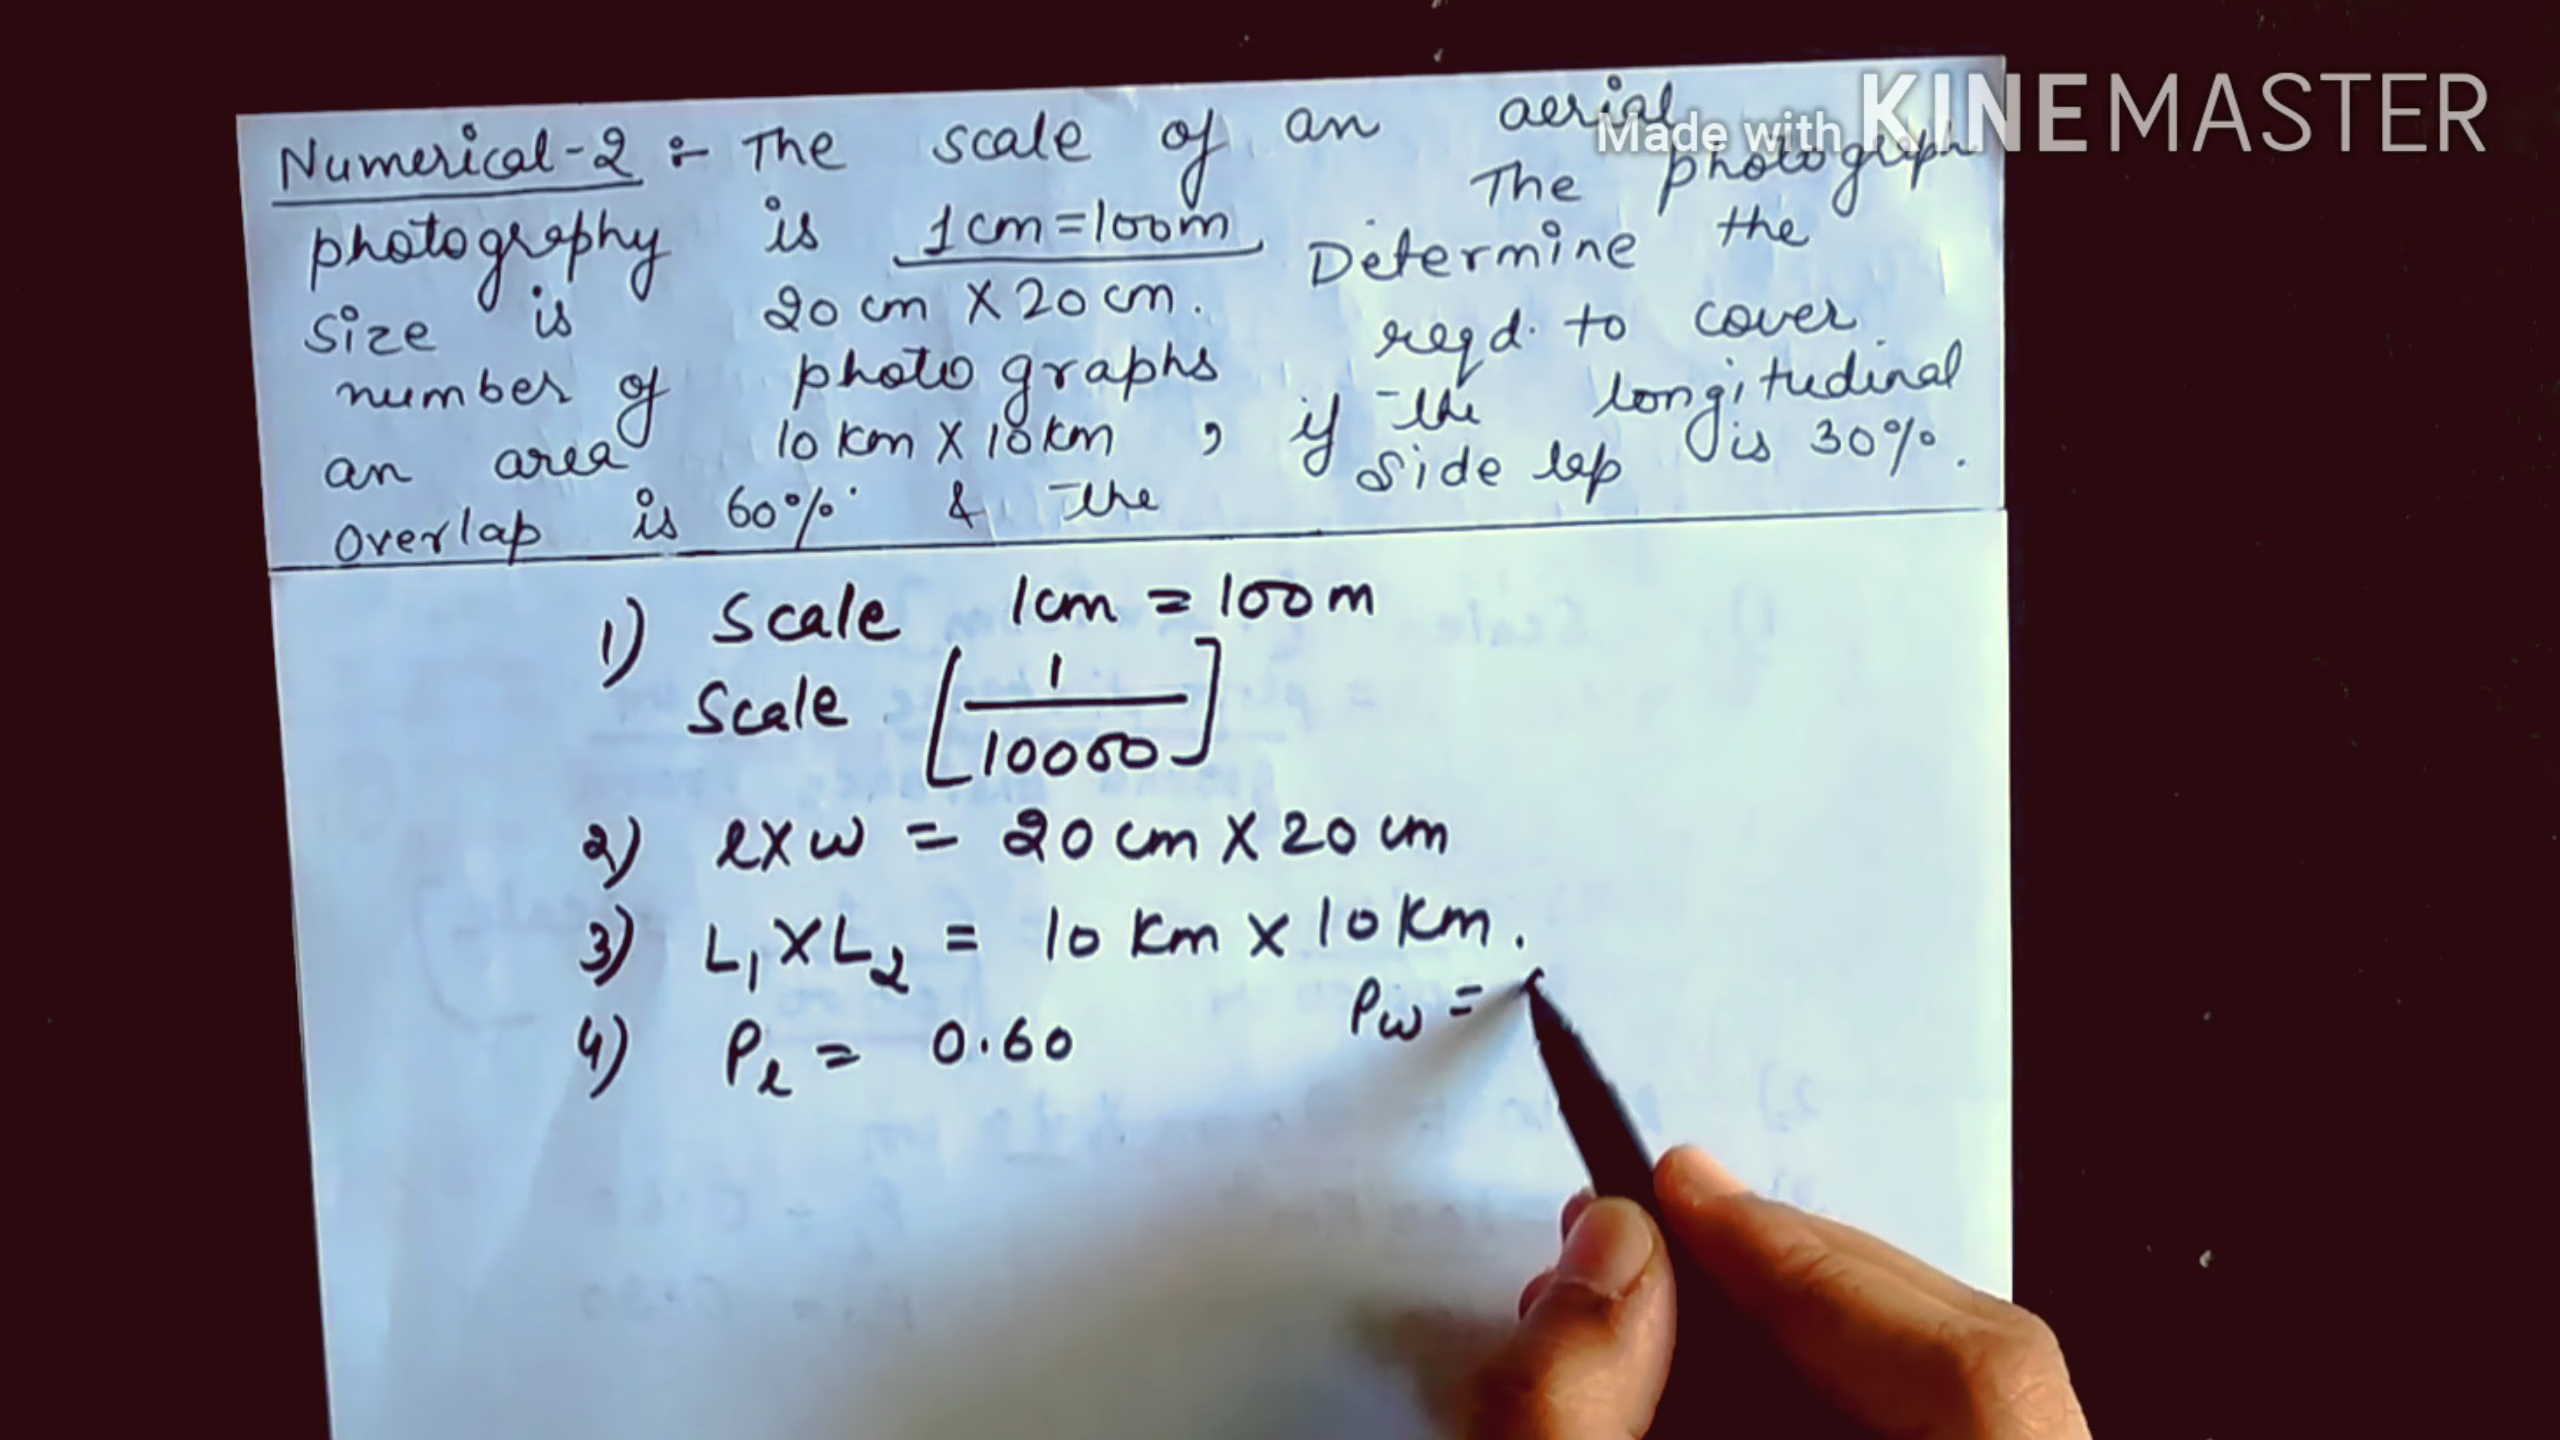 Made with KINEMASTER
Numerical-2 :- The scale of an aerial
photography is 1cm=100m. The photograph
size is 20 cm X 20 cm. Determine the
number of photo graphs reqd. to cover
an area 10 km X 10 km , if the longitudinal
overlap is 60% & the side lap is 30%.
1) Scale 1cm = 100m
Scale [1/10000]
2) l X w = 20 cm X 20 cm
3) L₁ X L₂ = 10 Km X 10 Km.
4) Pₗ = 0.60 Pw =